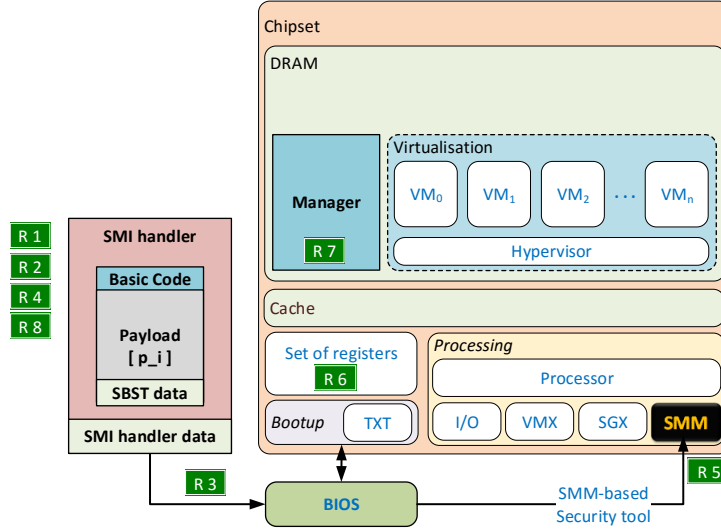 Chipset
DRAM
Virtualisation
VM0 VM1 VM2 ... VMn
Manager
R 7
Hypervisor
R 1
R 2
R 4
R 8
SMI handler
Basic Code
Payload
[ p_i ]
SBST data
SMI handler data
Cache
Set of registers
R 6
Processing
Processor
Bootup
TXT
I/O
VMX
SGX
SMM
R 3
BIOS
SMM-based
Security tool
R 5